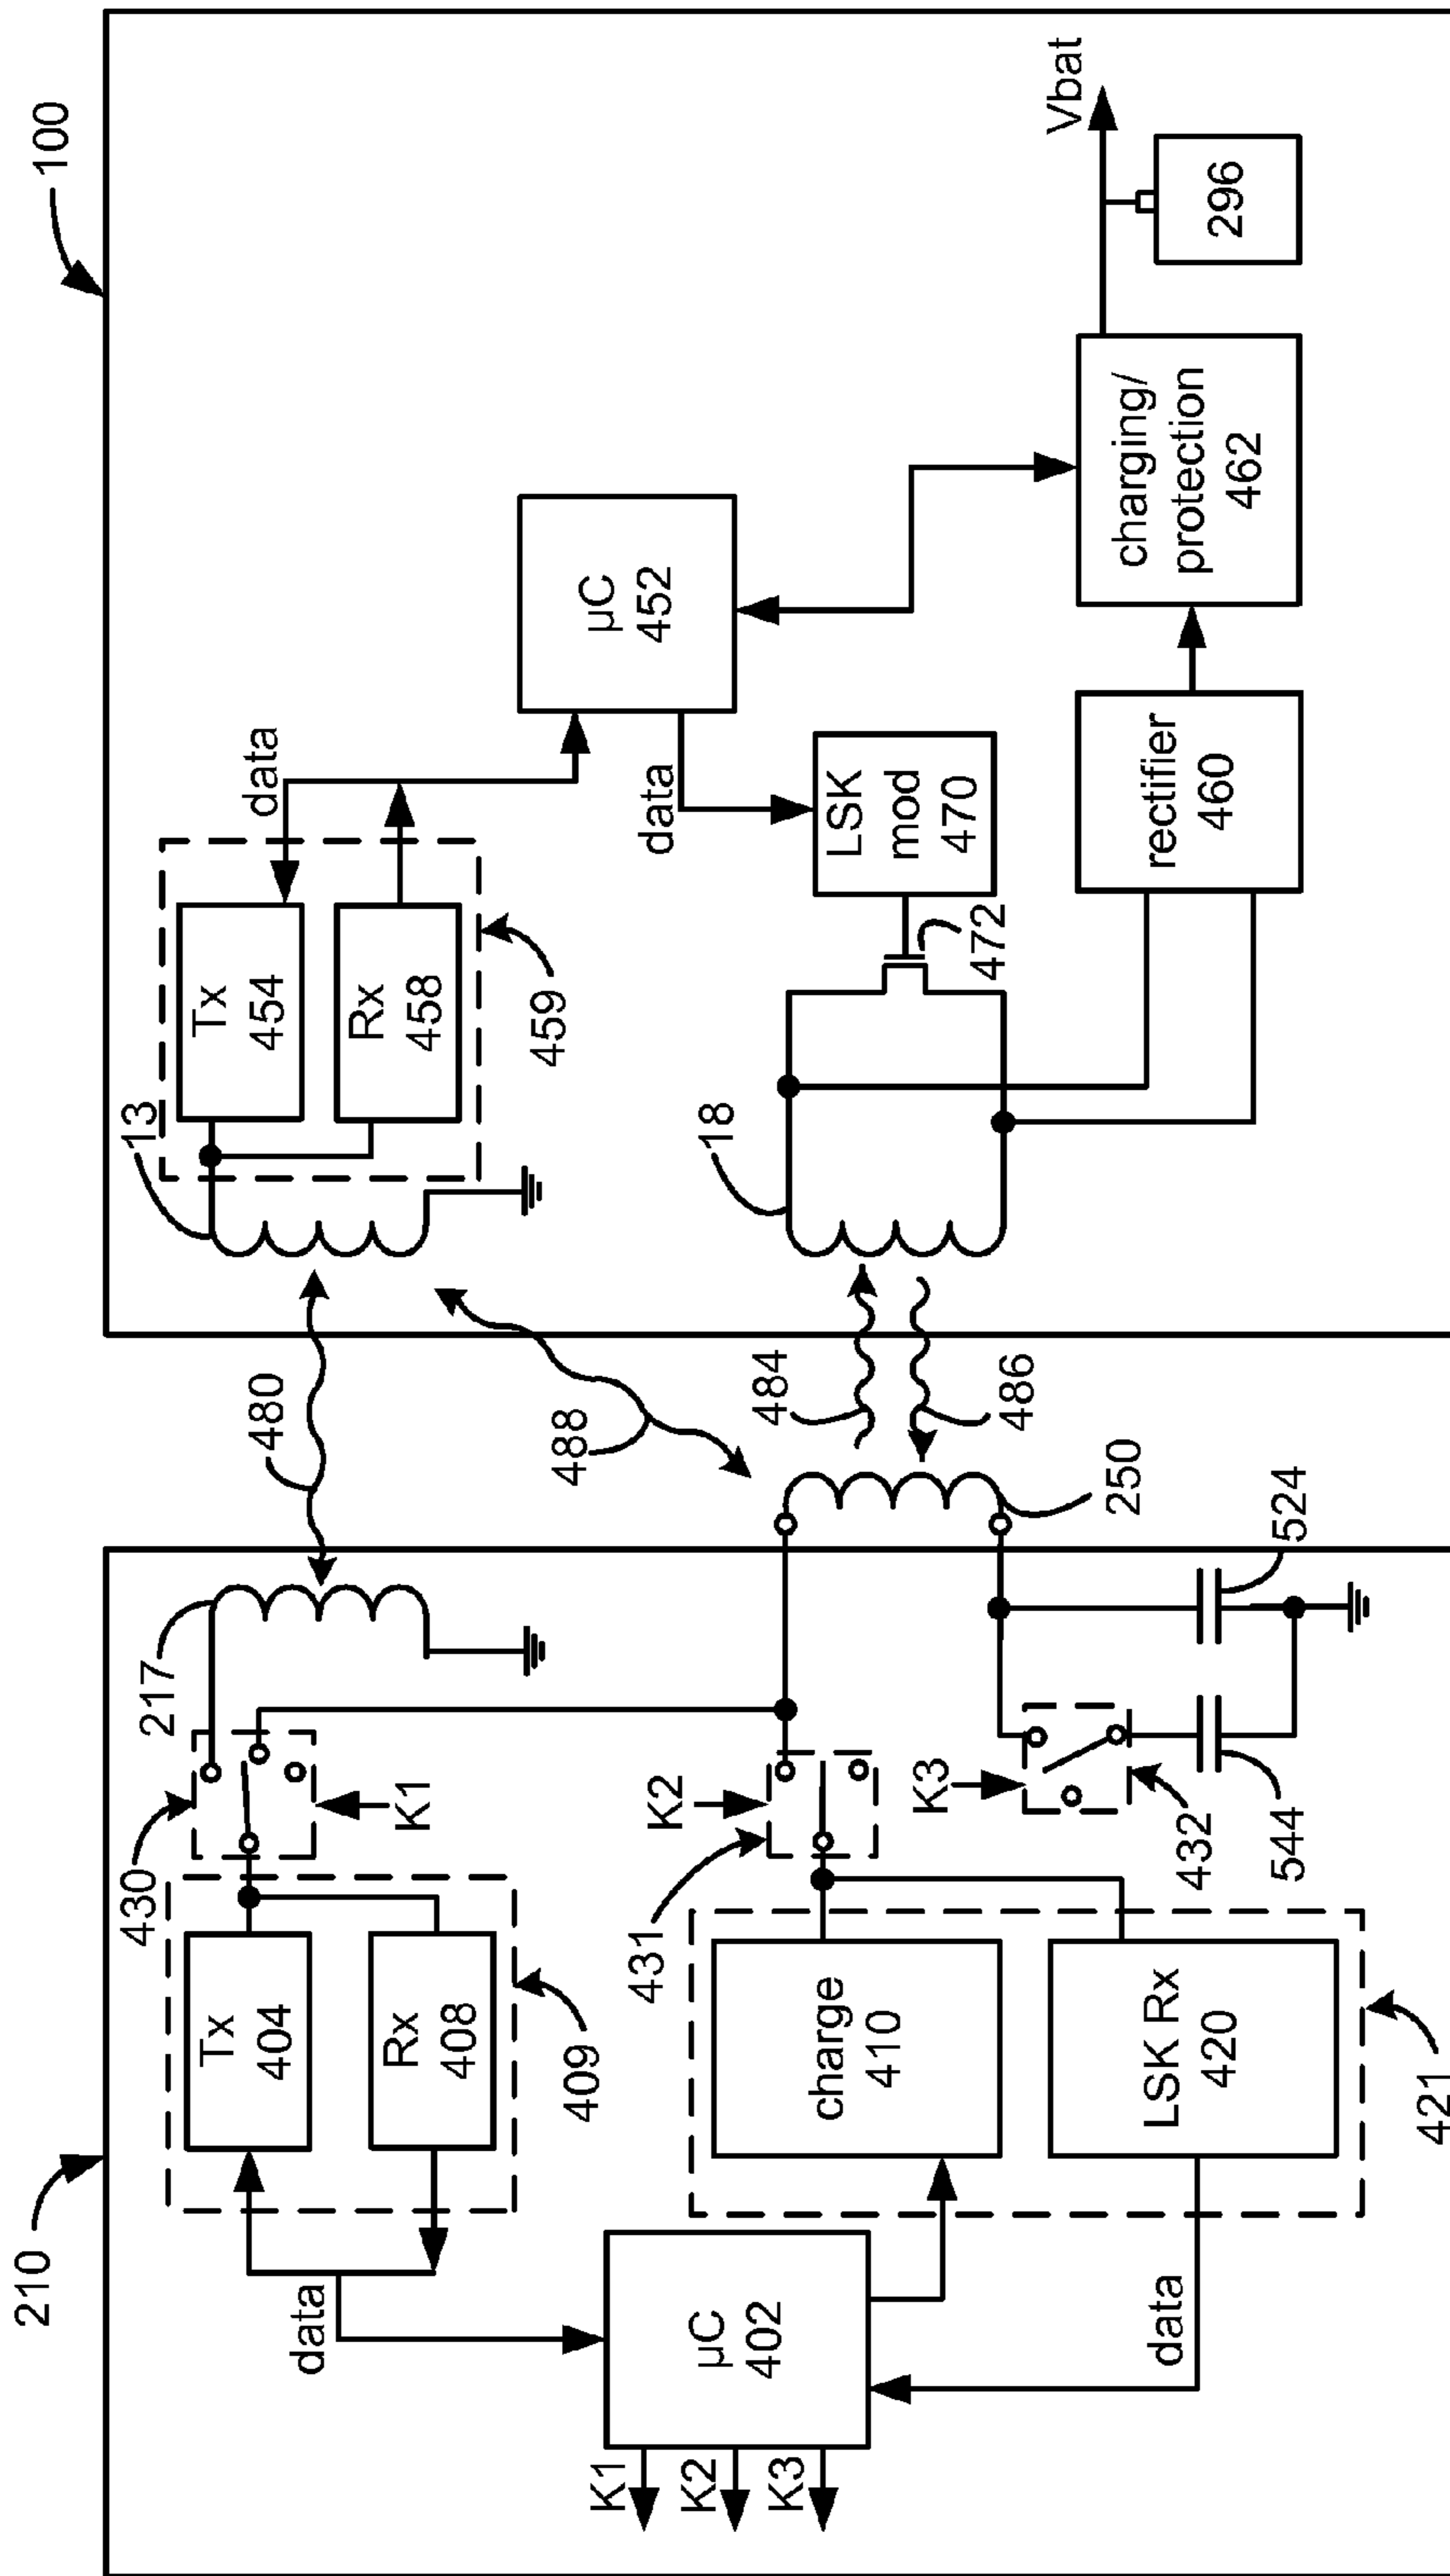 210
100
430
217
480
13
Tx
404
Rx
408
409
data
K1
488
Tx
454
Rx
458
459
data
µC
402
K1
K2
K3
431
K2
charge
410
LSK Rx
420
421
data
K3
432
544
524
250
484
486
18
472
data
LSK
mod
470
µC
452
rectifier
460
charging/
protection
462
Vbat
296